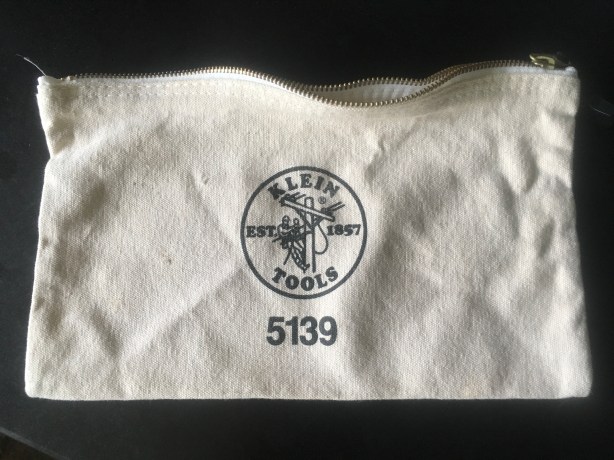 KLEIN
®
EST. 1857
TOOLS
5139